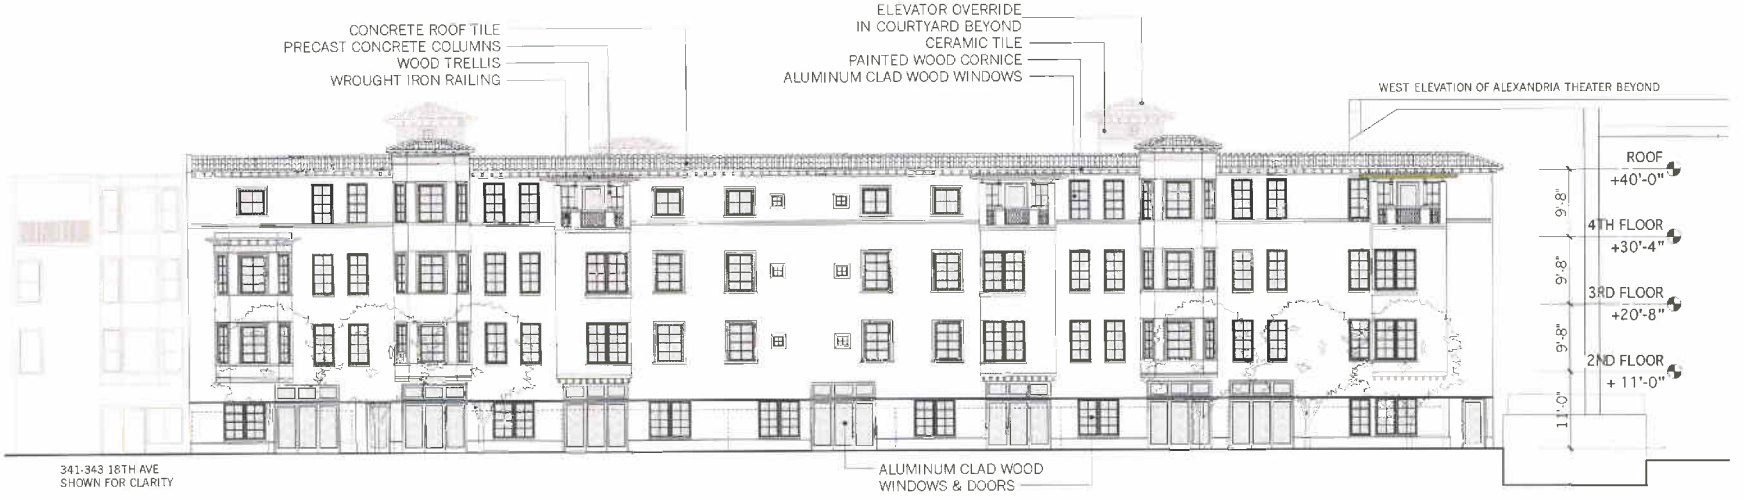 CONCRETE ROOF TILE
PRECAST CONCRETE COLUMNS
WOOD TRELLIS
WROUGHT IRON RAILING
ELEVATOR OVERRIDE
IN COURTYARD BEYOND
CERAMIC TILE
PAINTED WOOD CORNICE
ALUMINUM CLAD WOOD WINDOWS
WEST ELEVATION OF ALEXANDRIA THEATER BEYOND
ROOF
+40'-0"
9'-8"
4TH FLOOR
+30'-4"
9'-8"
3RD FLOOR
+20'-8"
9'-8"
2ND FLOOR
+ 11'-0"
11'-0"
341-343 18TH AVE
SHOWN FOR CLARITY
ALUMINUM CLAD WOOD
WINDOWS & DOORS